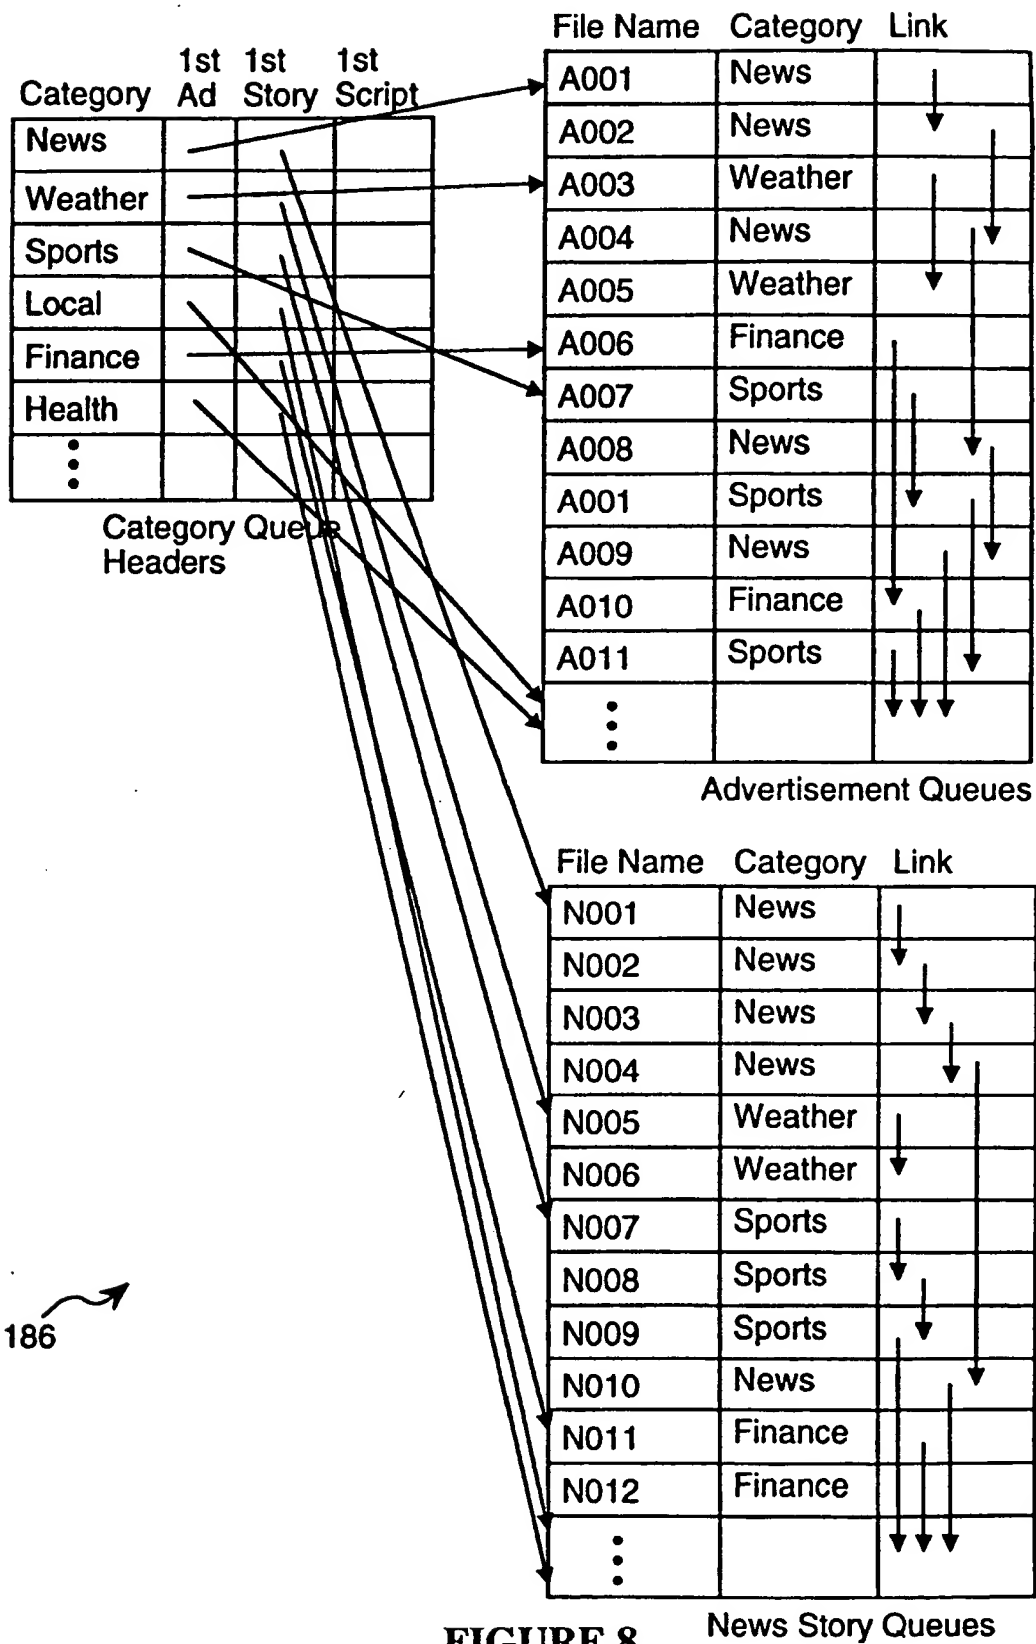 1st 1st 1st
Category Ad Story Script
News
Weather
Sports
Local
Finance
Health
Category Queue
Headers
File Name Category Link
A001 News
A002 News
A003 Weather
A004 News
A005 Weather
A006 Finance
A007 Sports
A008 News
A001 Sports
A009 News
A010 Finance
A011 Sports
Advertisement Queues
File Name Category Link
N001 News
N002 News
N003 News
N004 News
N005 Weather
N006 Weather
N007 Sports
N008 Sports
N009 Sports
N010 News
N011 Finance
N012 Finance
News Story Queues
186
FIGURE 8